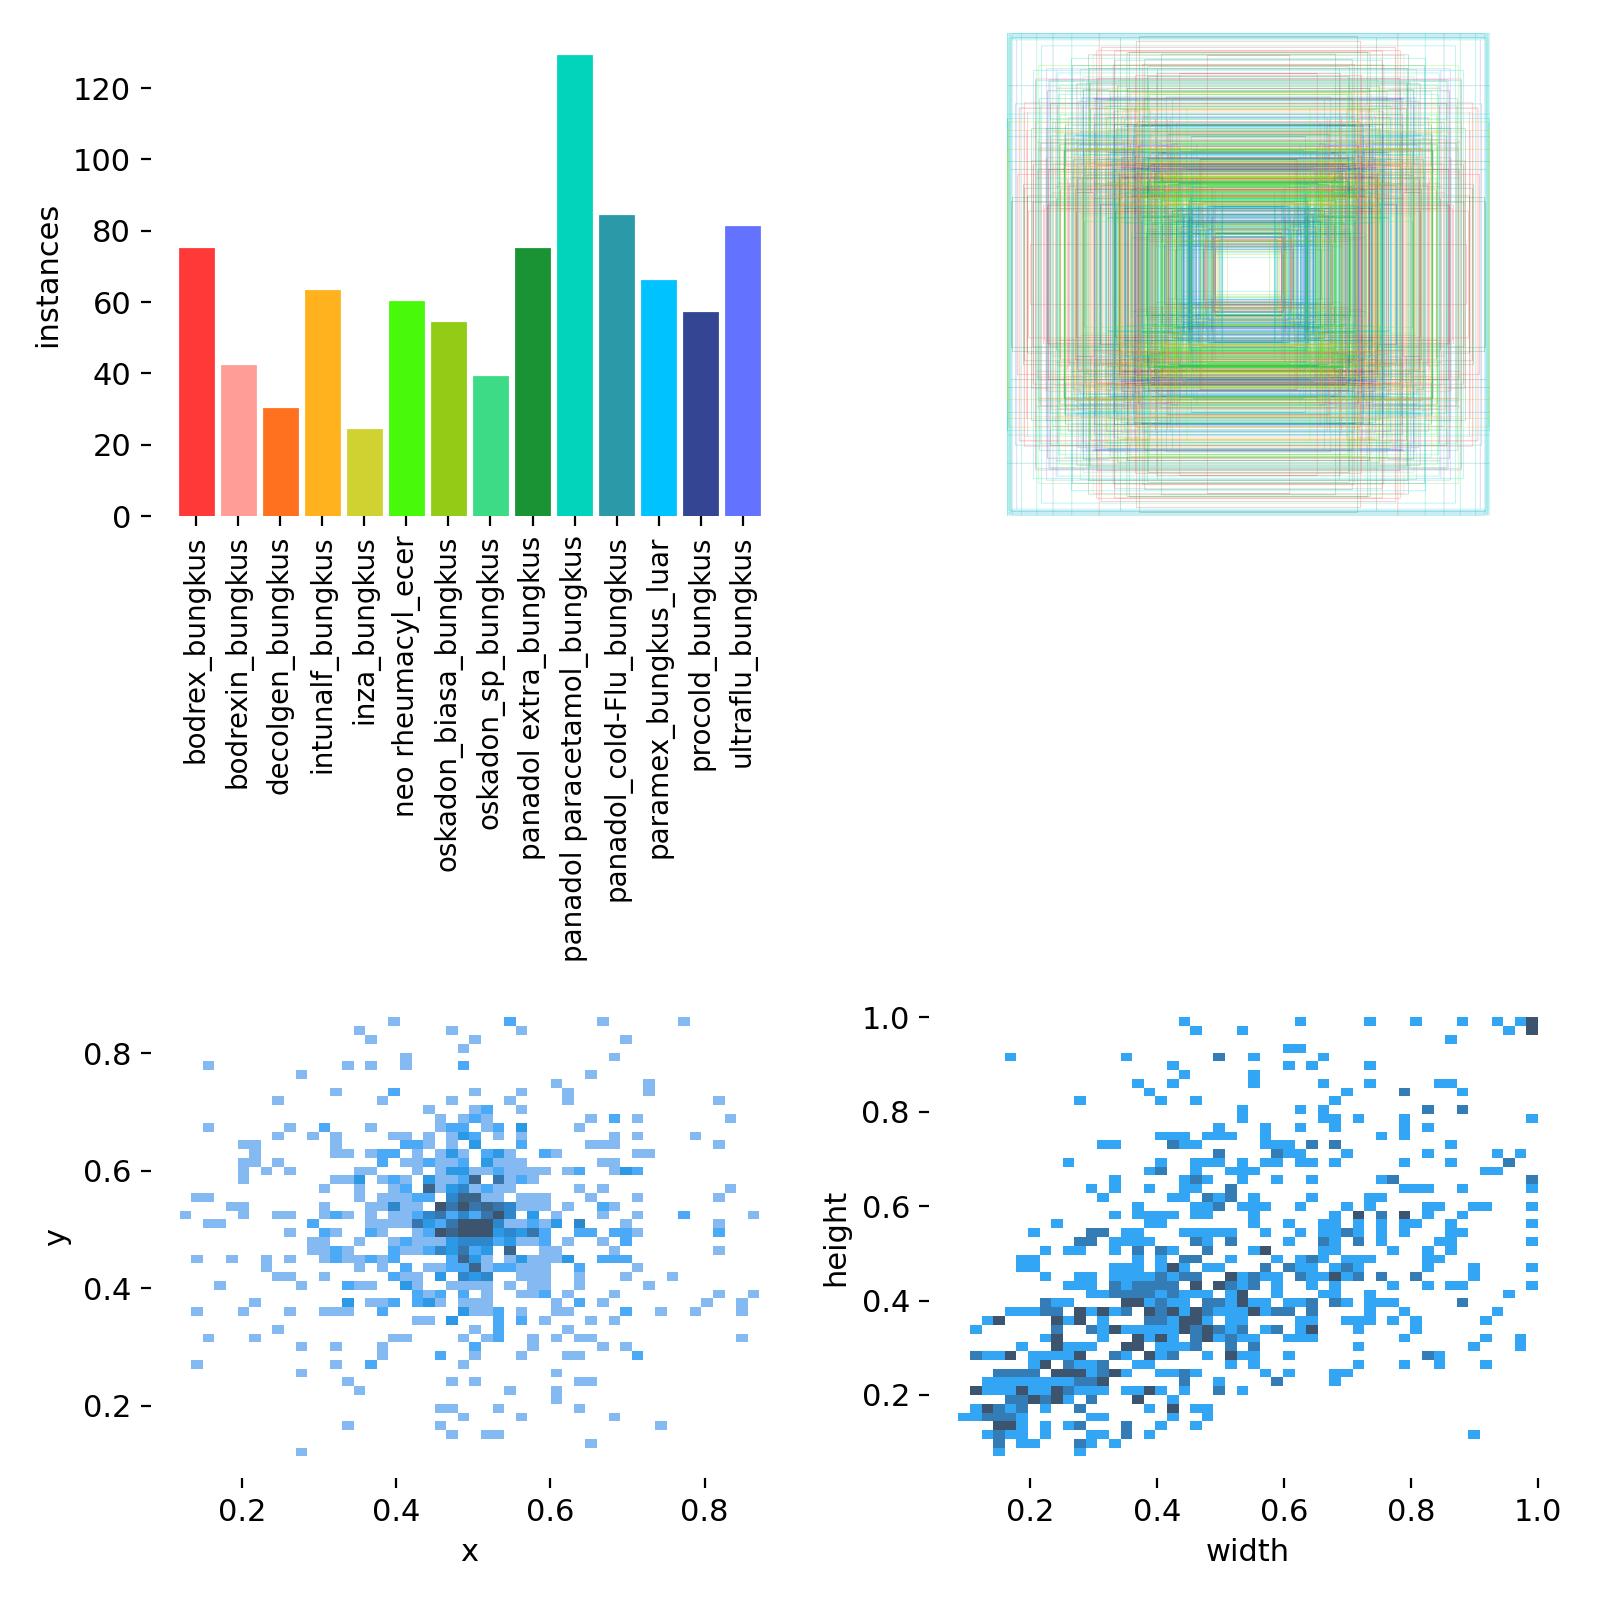 instances
120
100
80
60
40
20
0
bodrex_bungkus
bodrexin_bungkus
decolgen_bungkus
intunalf_bungkus
inza_bungkus
neo rheumacyl_ecer
oskadon_biasa_bungkus
oskadon_sp_bungkus
panadol extra_bungkus
panadol paracetamol_bungkus
panadol_cold-Flu_bungkus
paramex_bungkus_luar
procold_bungkus
ultraflu_bungkus
y
0.8
0.6
0.4
0.2
0.2 0.4 0.6 0.8
x
height
1.0
0.8
0.6
0.4
0.2
0.2 0.4 0.6 0.8 1.0
width